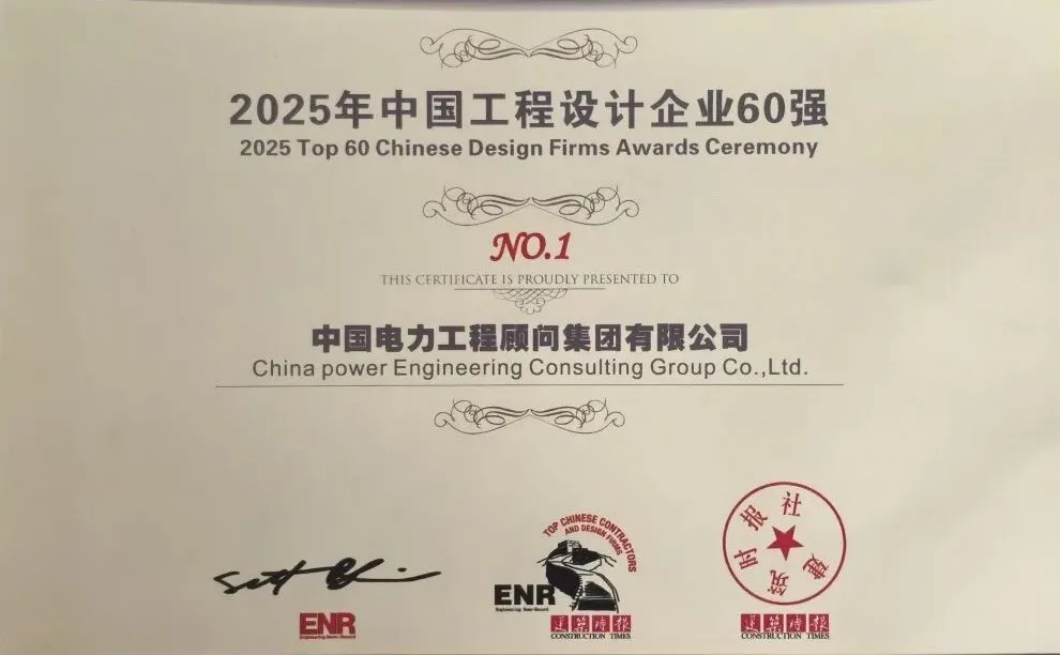 2025年中国工程设计企业60强
2025 Top 60 Chinese Design Firms Awards Ceremony
NO.1
THIS CERTIFICATE IS PROUDLY PRESENTED TO
中国电力工程顾问集团有限公司
China power Engineering Consulting Group Co.,Ltd.
ENR
TOP CHINESE CONTRACTORS
AND DESIGN FIRMS
ENR
Engineering News-Record
建筑时报
CONSTRUCTION TIMES
建筑时报社
建筑时报
CONSTRUCTION TIMES